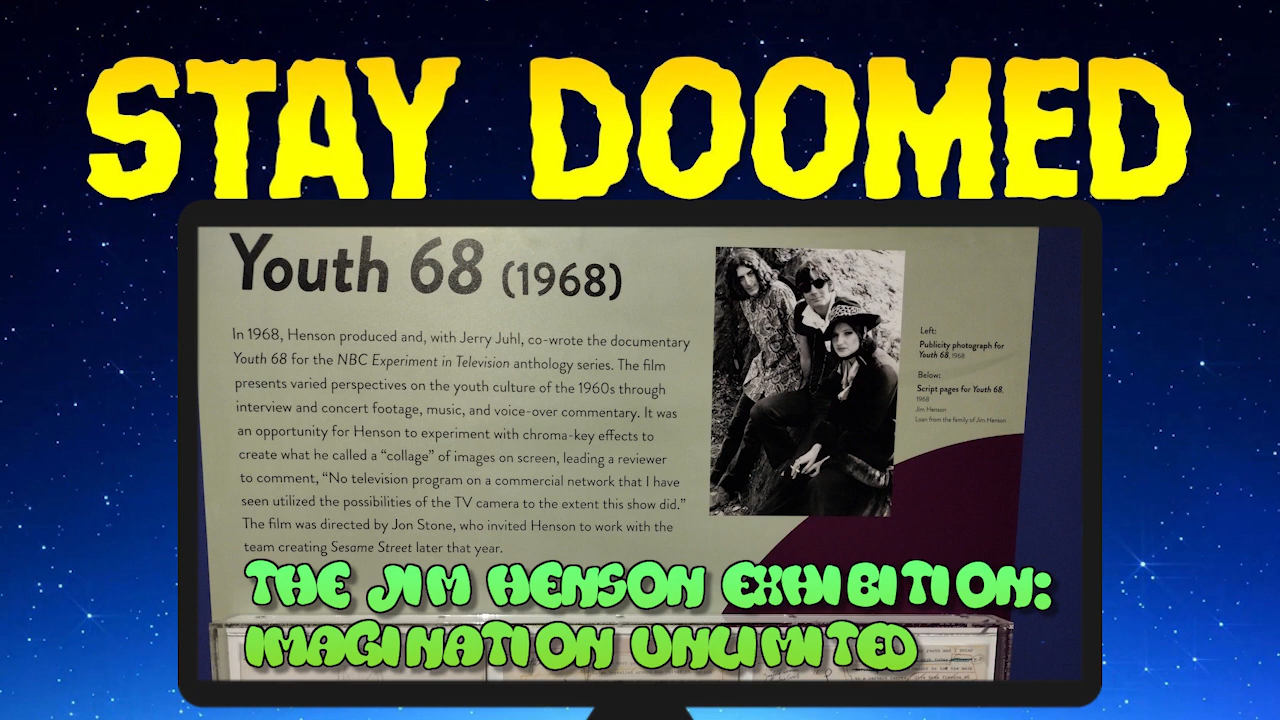 STAY DOOMED
Youth 68 (1968)
In 1968, Henson produced and, with Jerry Juhl, co-wrote the documentary
Youth 68 for the NBC Experiment in Television anthology series. The film
presents varied perspectives on the youth culture of the 1960s through
interview and concert footage, music, and voice-over commentary. It was
an opportunity for Henson to experiment with chroma-key effects to
create what he called a “collage” of images on screen, leading a reviewer
to comment, “No television program on a commercial network that I have
seen utilized the possibilities of the TV camera to the extent this show did.”
The film was directed by Jon Stone, who invited Henson to work with the
team creating Sesame Street later that year.
Left:
Publicity photograph for
Youth 68, 1968
Below:
Script pages for Youth 68,
1968
Jim Henson
Loan from the family of Jim Henson
THE JIM HENSON EXHIBITION:
IMAGINATION UNLIMITED